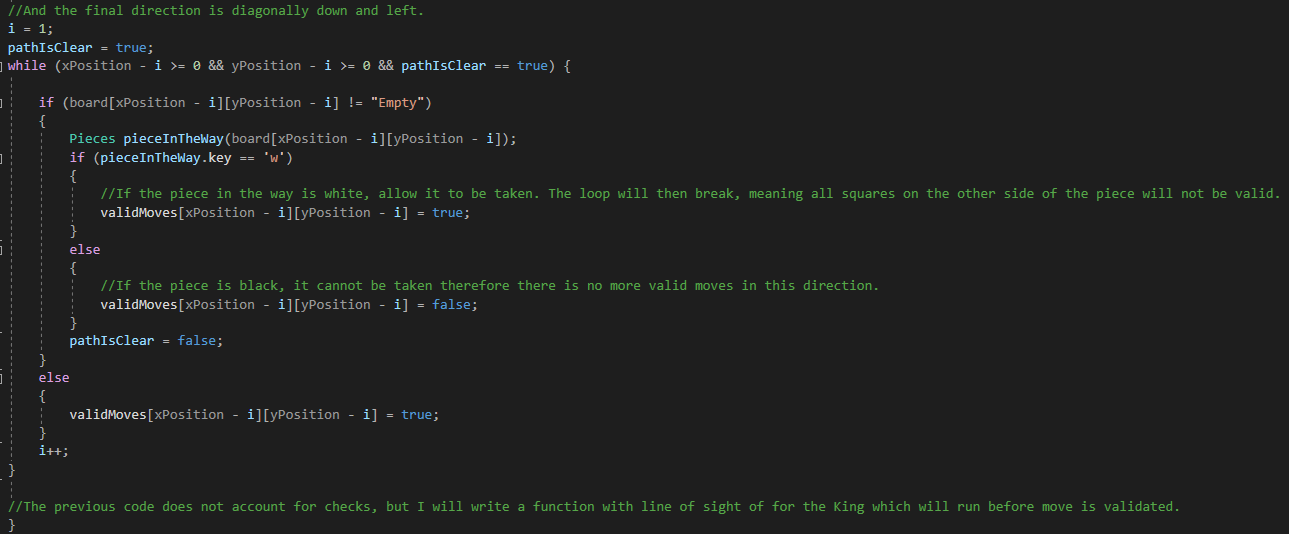 //And the final direction is diagonally down and left.
i = 1;
pathIsClear = true;
while (xPosition - i >= 0 && yPosition - i >= 0 && pathIsClear == true) {
if (board[xPosition - i][yPosition - i] != "Empty")
{
Pieces pieceInTheWay(board[xPosition - i][yPosition - i]);
if (pieceInTheWay.key == 'w')
{
//If the piece in the way is white, allow it to be taken. The loop will then break, meaning all squares on the other side of the piece will not be valid.
validMoves[xPosition - i][yPosition - i] = true;
}
else
{
//If the piece is black, it cannot be taken therefore there is no more valid moves in this direction.
validMoves[xPosition - i][yPosition - i] = false;
}
pathIsClear = false;
}
else
{
validMoves[xPosition - i][yPosition - i] = true;
}
i++;
}
//The previous code does not account for checks, but I will write a function with line of sight of for the King which will run before move is validated.
}